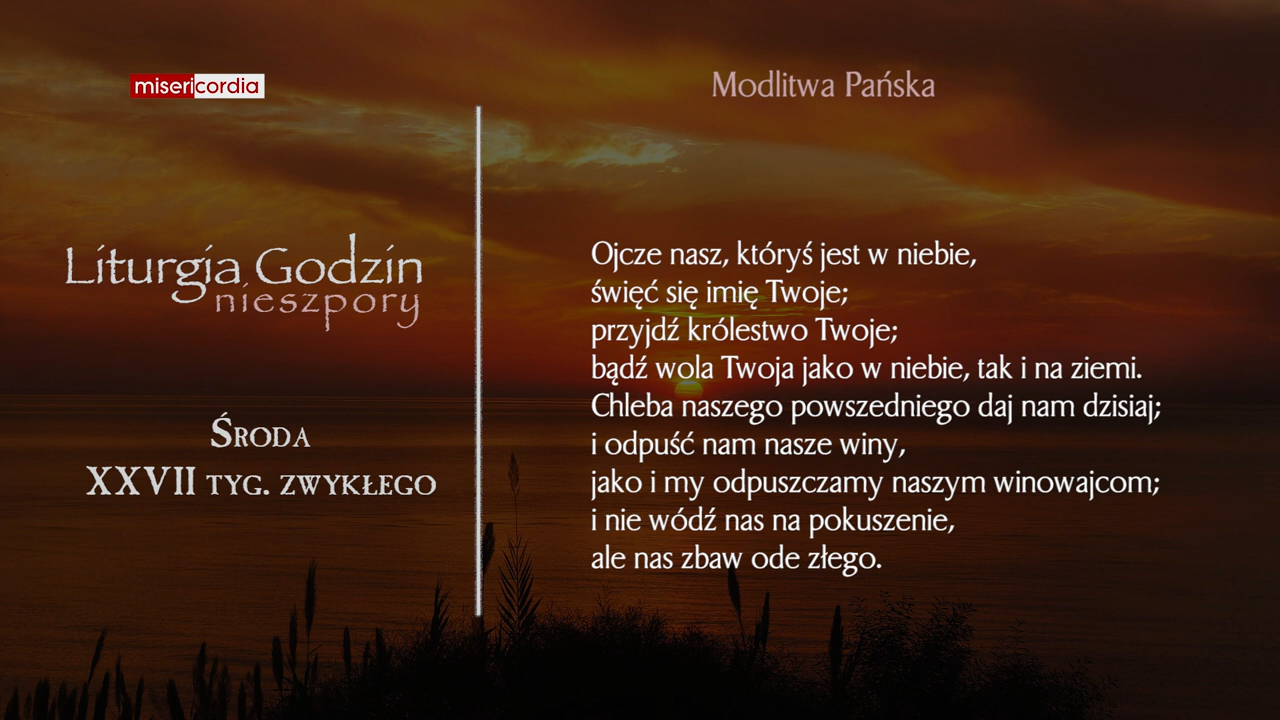 misericordia
Liturgia Godzin
nieszpory
Środa
XXVII tyg. zwykłego
Modlitwa Pańska
Ojcze nasz, któryś jest w niebie,
święć się imię Twoje;
przyjdź królestwo Twoje;
bądź wola Twoja jako w niebie, tak i na ziemi.
Chleba naszego powszedniego daj nam dzisiaj;
i odpuść nam nasze winy,
jako i my odpuszczamy naszym winowajcom;
i nie wódź nas na pokuszenie,
ale nas zbaw ode złego.